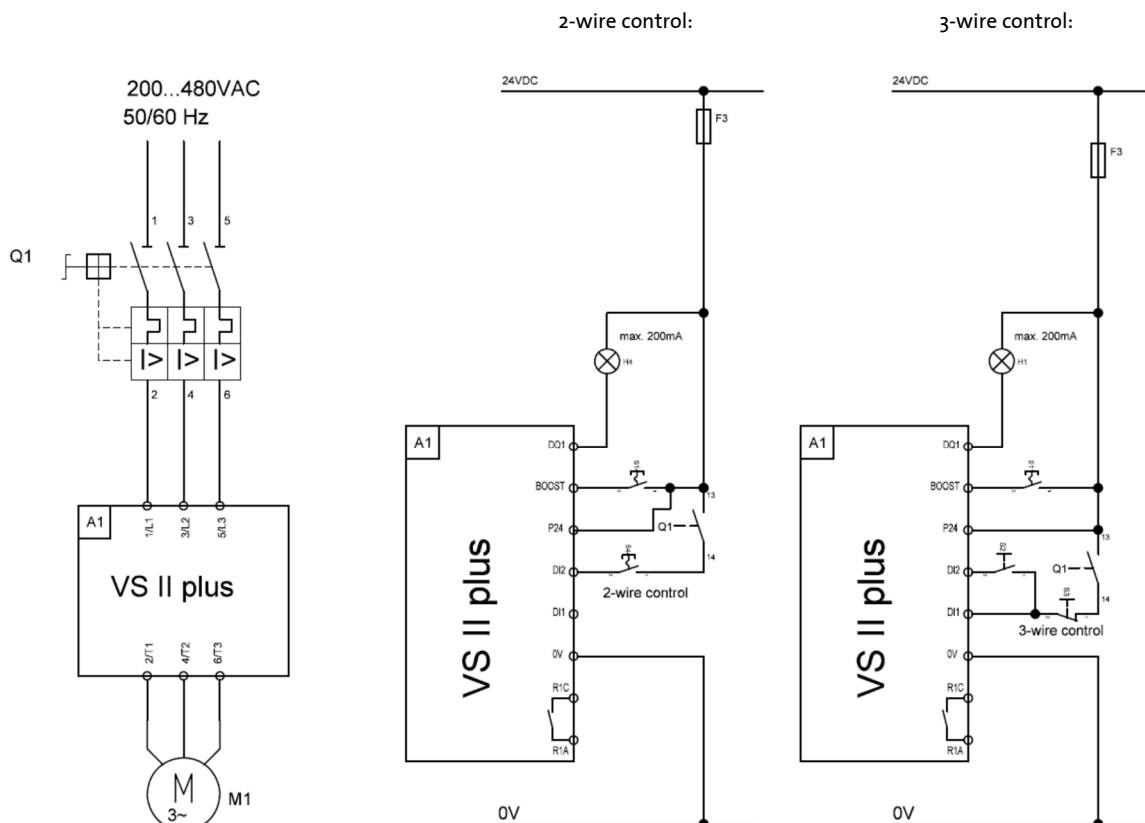 2-wire control:
3-wire control:
200...480VAC
50/60 Hz
1
3
5
Q1
I>
I>
I>
2
4
6
A1
1/L1
3/L2
5/L3
VS II plus
2/T1
4/T2
6/T3
M
3~
M1
24VDC
F3
max. 200mA
H4
A1
DQ1
BOOST
P24
DI2
DI1
0V
R1C
R1A
VS II plus
13
Q1
14
2-wire control
0V
24VDC
F3
max. 200mA
H1
A1
DQ1
BOOST
P24
DI2
DI1
0V
R1C
R1A
VS II plus
S2
S3
13
Q1
14
3-wire control
0V